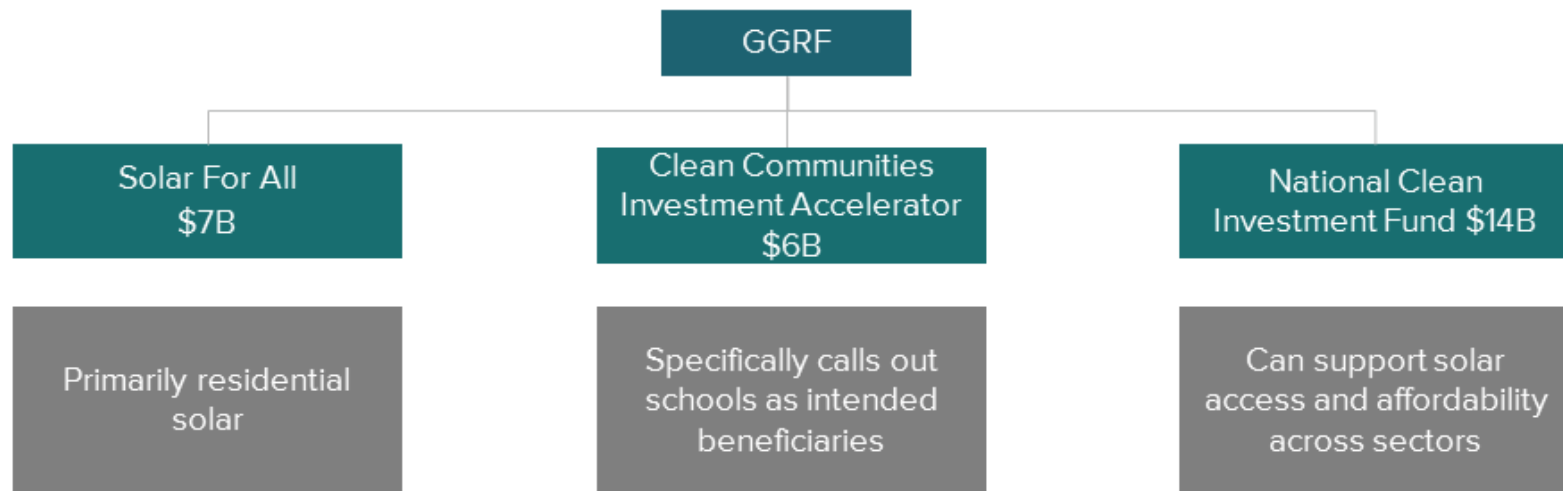 GGRF
Solar For All
$7B
Clean Communities
Investment Accelerator
$6B
National Clean
Investment Fund $14B
Primarily residential
solar
Specifically calls out
schools as intended
beneficiaries
Can support solar
access and affordability
across sectors